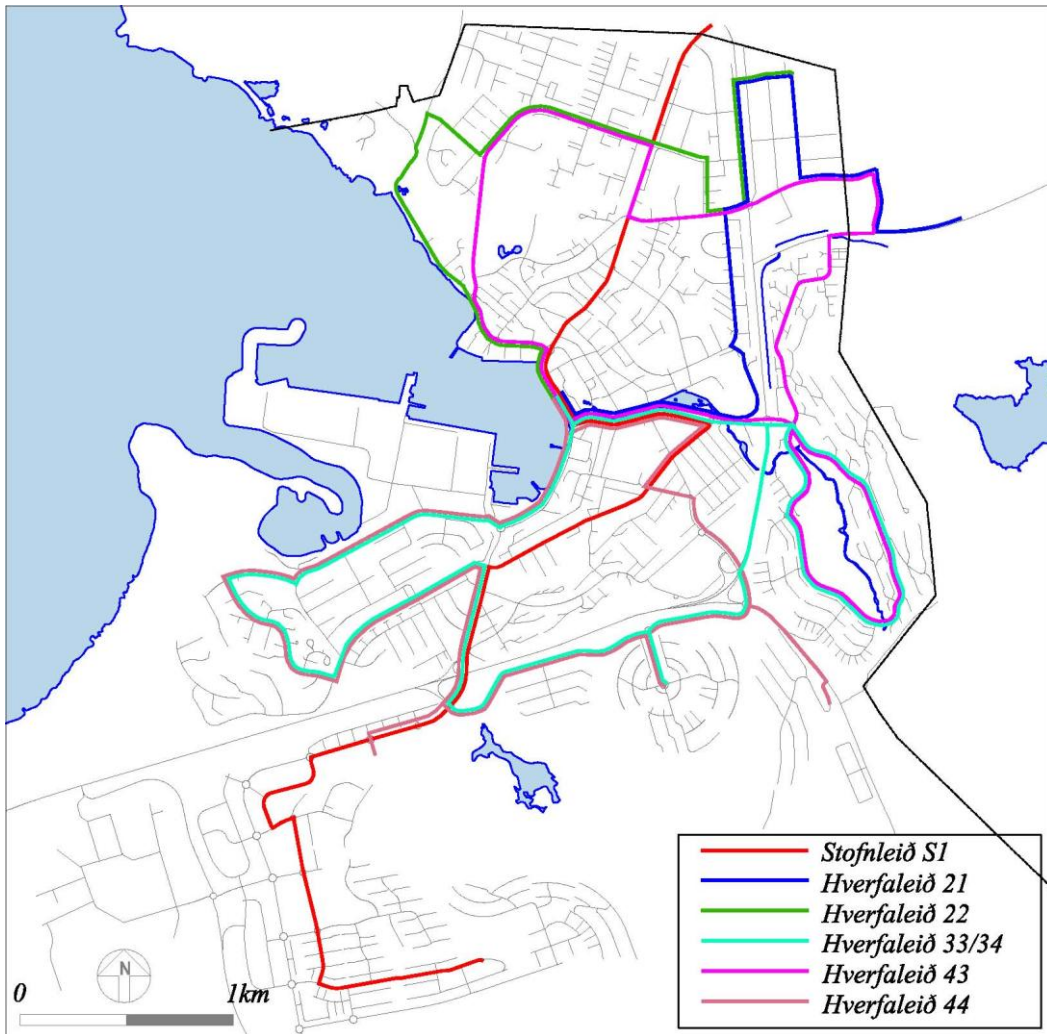 Stofnleið S1
Hverfaleið 21
Hverfaleið 22
Hverfaleið 33/34
Hverfaleið 43
Hverfaleið 44
N
0 1km